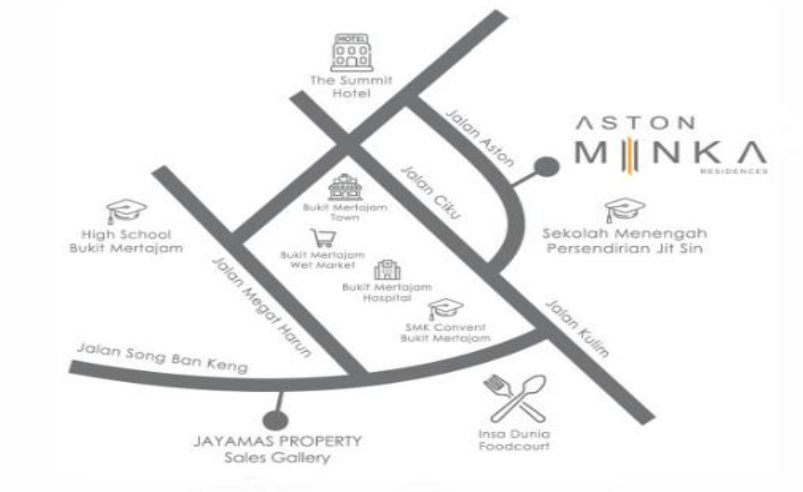 HOTEL
The Summit
Hotel
Jalan Aston
ASTON
MINKA
RESIDENCES
Jalan Ciku
Bukit Mertajam
Town
High School
Bukit Mertajam
Sekolah Menengah
Persendirian Jit Sin
Bukit Mertajam
Wet Market
Bukit Mertajam
Hospital
Jalan Megat Harun
SMK Convent
Bukit Mertajam
Jalan Kulim
Jalan Song Ban Keng
JAYAMAS PROPERTY
Sales Gallery
Insa Dunia
Foodcourt